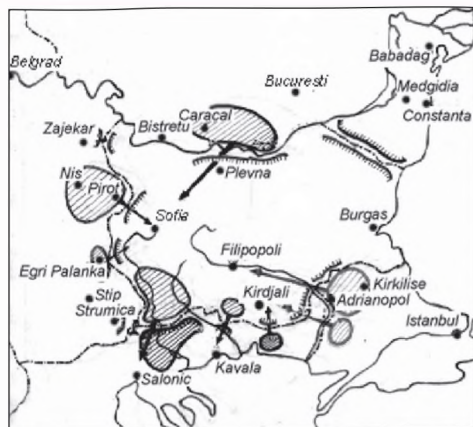 Babadag
Belgrad
Bucuresti
Medgidia
Constanta
Caracal
Zajekar
Bistretu
Plevna
Nis
Pirot
Sofia
Burgas
Filipopoli
Egri Palanka
Kirkilise
Kirdjali
Adrianopol
Stip
Strumica
Istanbul
Salonic
Kavala